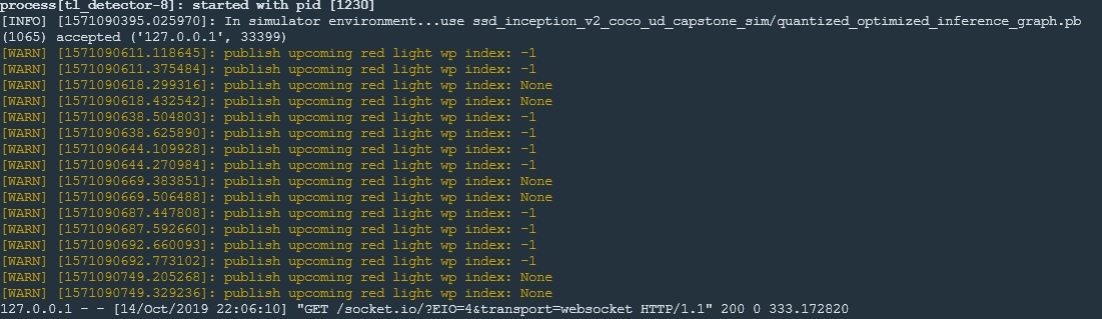 process[tl_detector-8]: started with pid [1230]
[INFO] [1571090395.025970]: In simulator environment...use ssd_inception_v2_coco_ud_capstone_sim/quantized_optimized_inference_graph.pb
(1065) accepted ('127.0.0.1', 33399)
[WARN] [1571090611.118645]: publish upcoming red light wp index: -1
[WARN] [1571090611.375484]: publish upcoming red light wp index: -1
[WARN] [1571090618.299316]: publish upcoming red light wp index: None
[WARN] [1571090618.432542]: publish upcoming red light wp index: None
[WARN] [1571090638.504803]: publish upcoming red light wp index: -1
[WARN] [1571090638.625890]: publish upcoming red light wp index: -1
[WARN] [1571090644.109928]: publish upcoming red light wp index: -1
[WARN] [1571090644.270984]: publish upcoming red light wp index: -1
[WARN] [1571090669.383851]: publish upcoming red light wp index: None
[WARN] [1571090669.506488]: publish upcoming red light wp index: None
[WARN] [1571090687.447808]: publish upcoming red light wp index: -1
[WARN] [1571090687.592660]: publish upcoming red light wp index: -1
[WARN] [1571090692.660093]: publish upcoming red light wp index: -1
[WARN] [1571090692.773102]: publish upcoming red light wp index: -1
[WARN] [1571090749.205268]: publish upcoming red light wp index: None
[WARN] [1571090749.329236]: publish upcoming red light wp index: None
127.0.0.1 - - [14/Oct/2019 22:06:10] "GET /socket.io/?EIO=4&transport=websocket HTTP/1.1" 200 0 333.172820